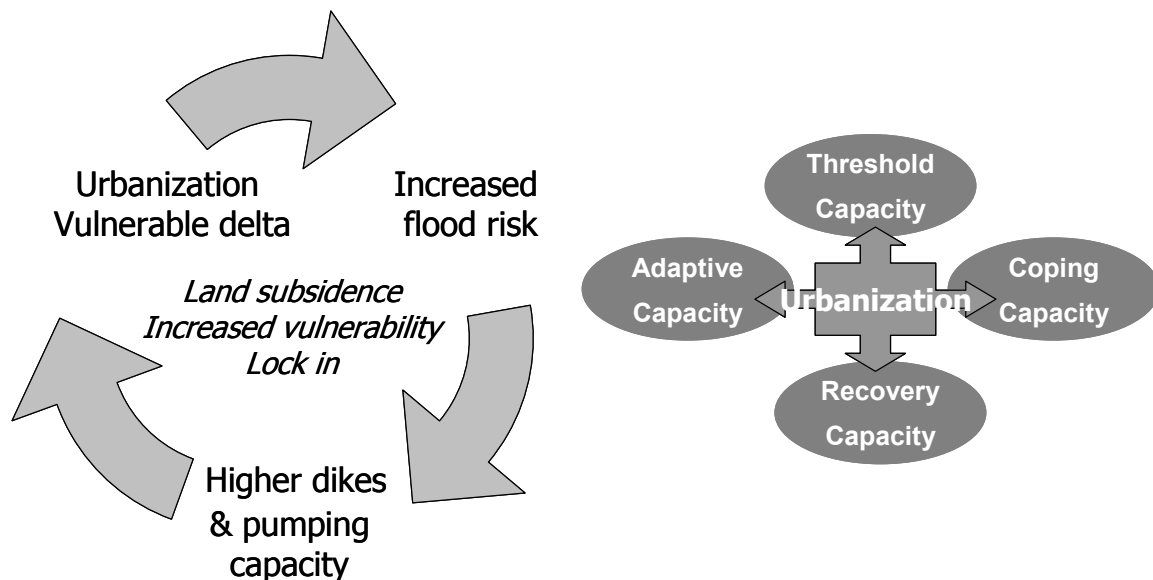 Urbanization
Vulnerable delta
Increased
flood risk
Land subsidence
Increased vulnerability
Lock in
Higher dikes
& pumping
capacity
Threshold
Capacity
Adaptive
Capacity
Urbanization
Coping
Capacity
Recovery
Capacity